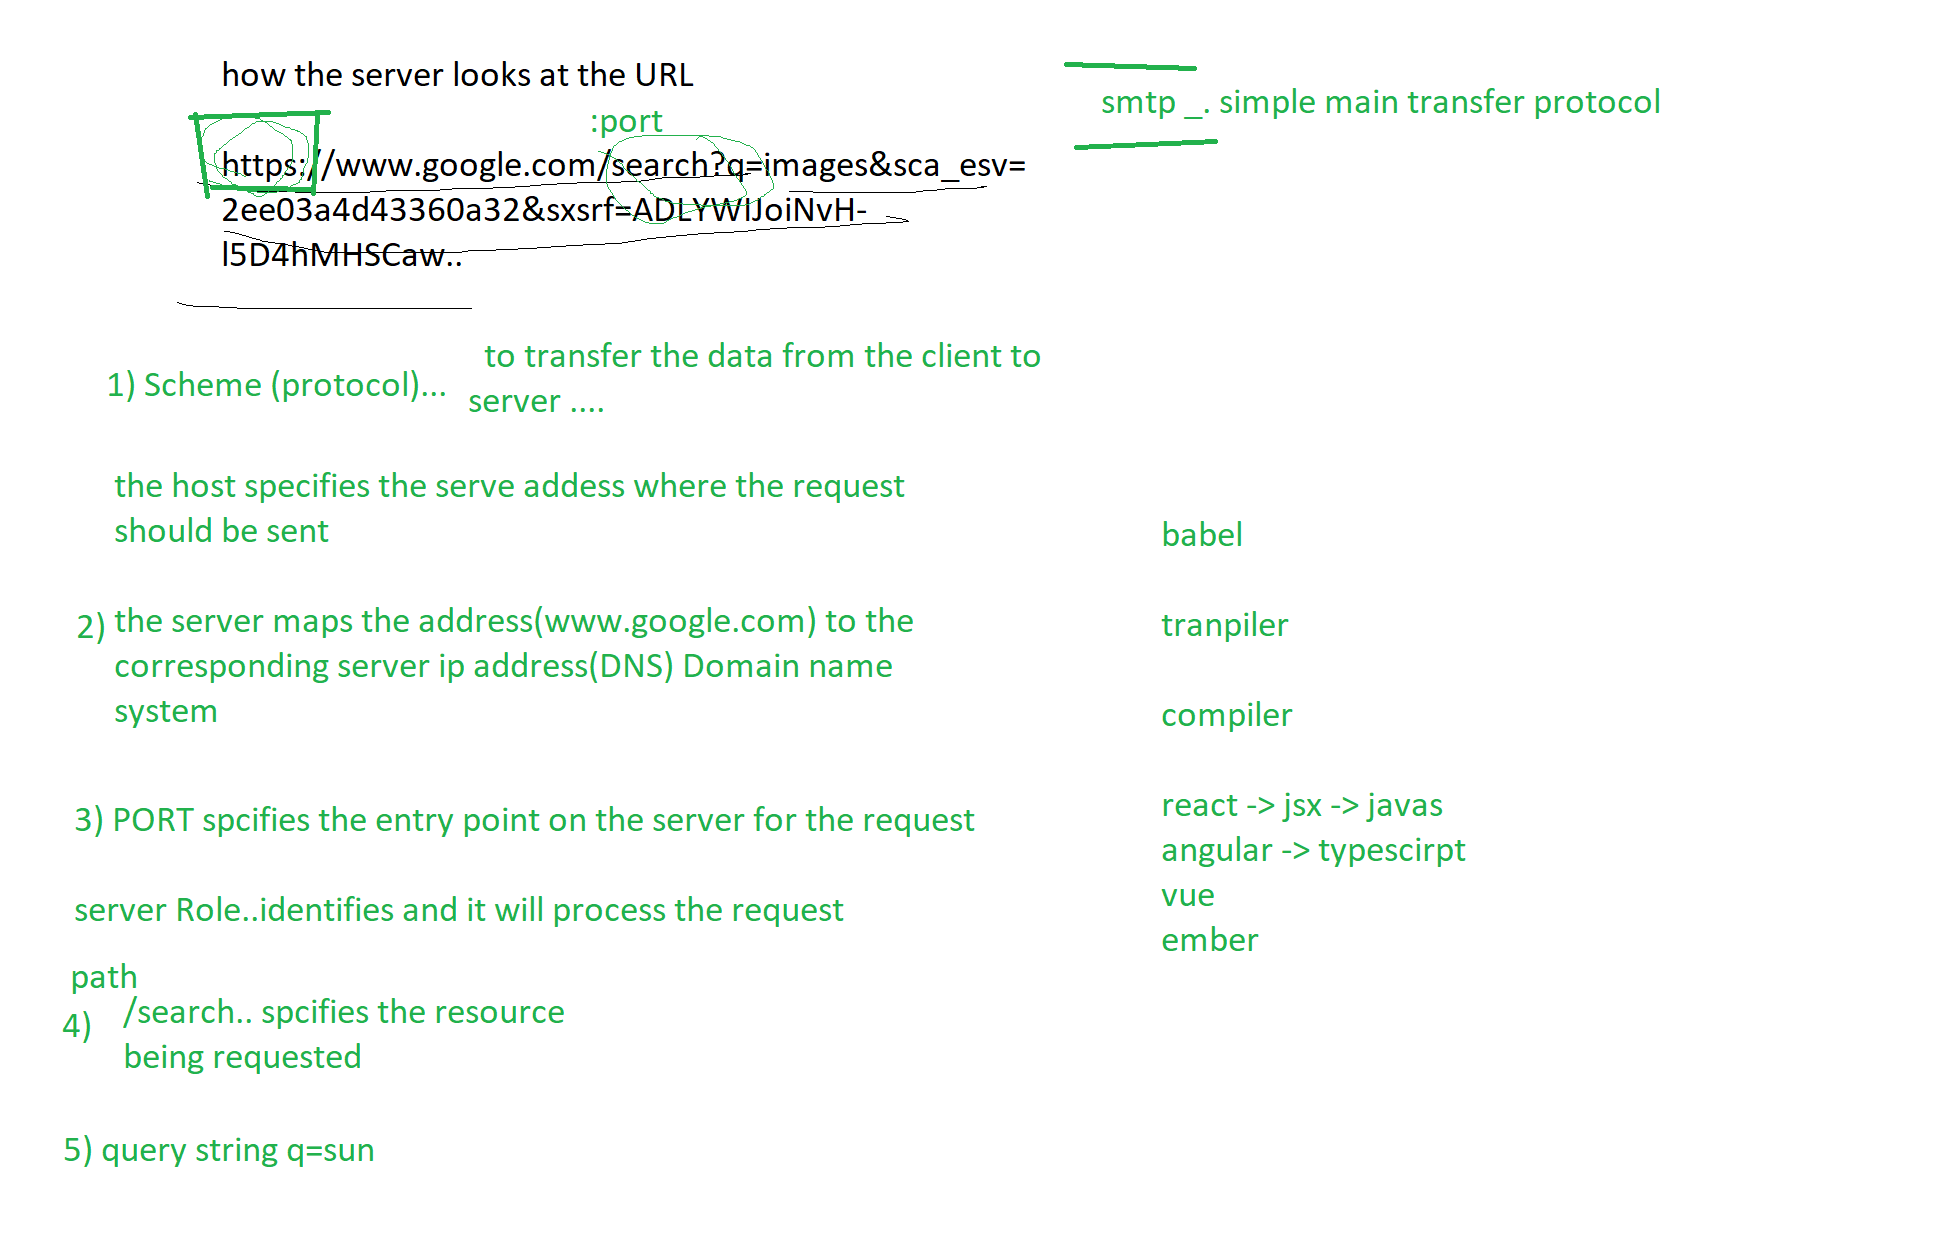 how the server looks at the URL
:port
https://www.google.com/search?q=images&sca_esv=
2ee03a4d43360a32&sxsrf=ADLYWIJoiNvH-
l5D4hMHSCaw..
smtp _. simple main transfer protocol
1) Scheme (protocol)...
to transfer the data from the client to
server ....
the host specifies the serve addess where the request
should be sent
2) the server maps the address(www.google.com) to the
corresponding server ip address(DNS) Domain name
system
3) PORT spcifies the entry point on the server for the request
server Role..identifies and it will process the request
path
4) /search.. spcifies the resource
being requested
5) query string q=sun
babel
tranpiler
compiler
react -> jsx -> javas
angular -> typescirpt
vue
ember